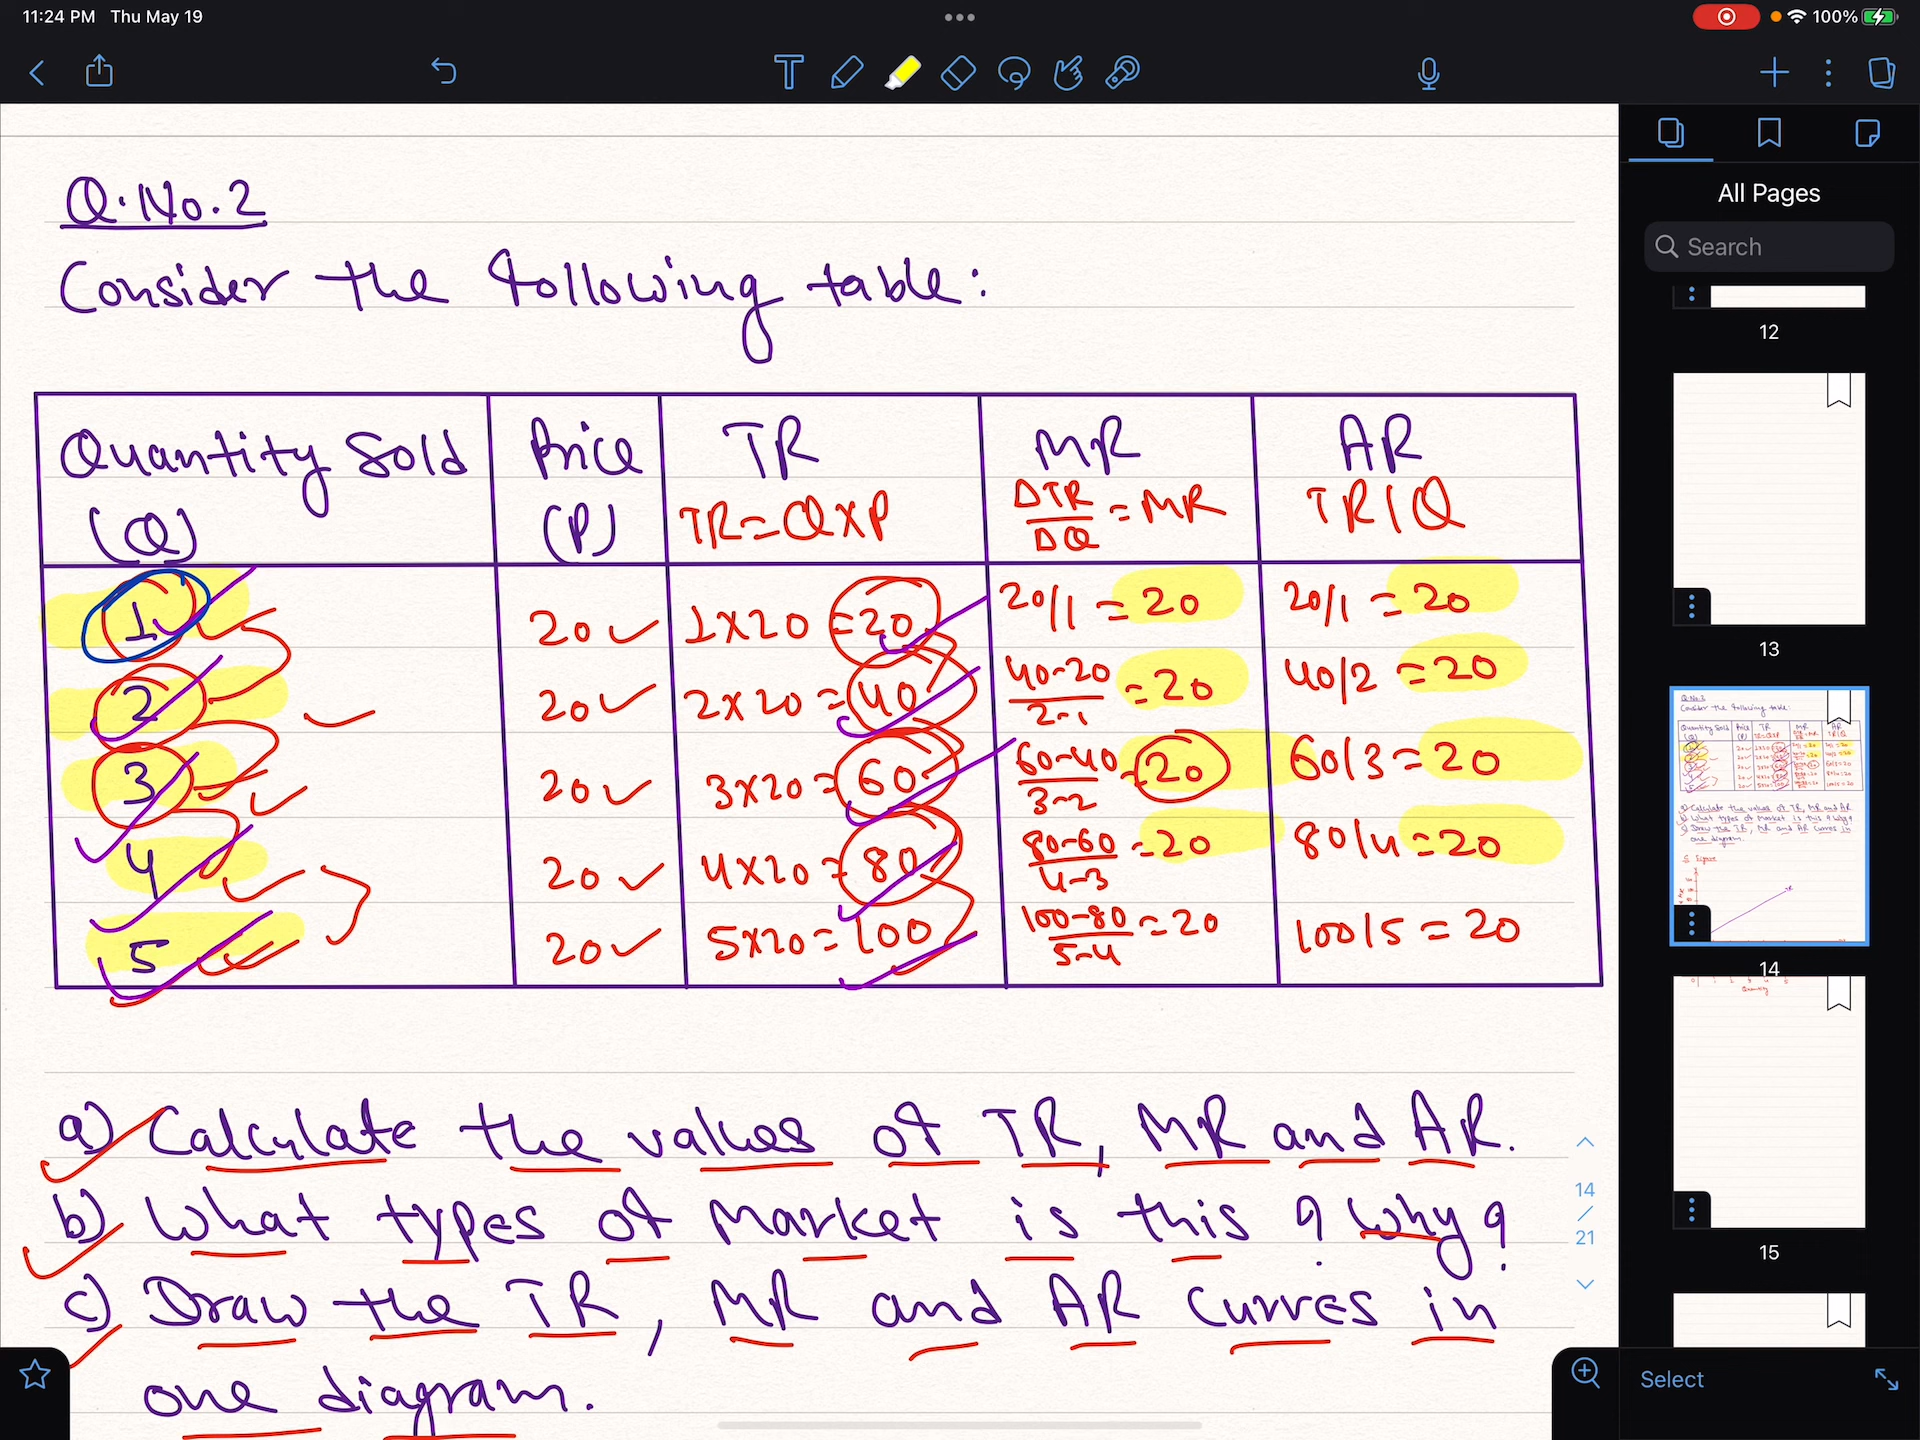 11:24 PM Thu May 19
100%
All Pages
Search
12
13
14
15
Select
14
/
21
Q.No.2
Consider the following table:
Quantity Sold (Q) Price (P) TR TR=Q×P MR ΔTR/ΔQ=MR AR TR/Q
1 20 1×20=20 20/1=20 20/1=20
2 20 2×20=40 40-20/2-1=20 40/2=20
3 20 3×20=60 60-40/3-2=20 60/3=20
4 20 4×20=80 80-60/4-3=20 80/4=20
5 20 5×20=100 100-80/5-4=20 100/5=20
a) Calculate the values of TR, MR and AR.
b) What types of Market is this? Why?
c) Draw the TR, MR and AR Curves in
one diagram.